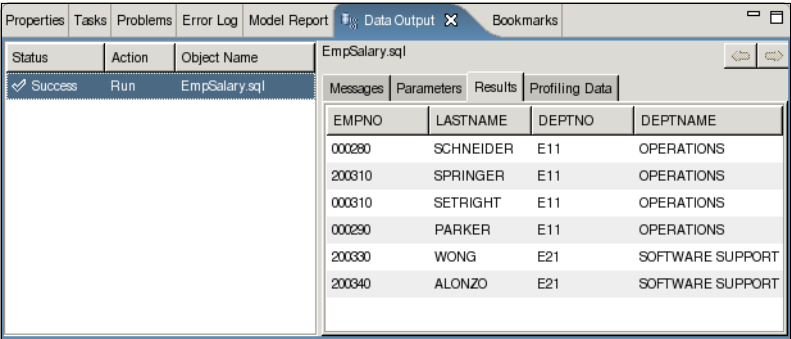 Properties Tasks Problems Error Log Model Report Data Output Bookmarks
Status Action Object Name
Success Run EmpSalary.sql
EmpSalary.sql
Messages Parameters Results Profiling Data
EMPNO LASTNAME DEPTNO DEPTNAME
000280 SCHNEIDER E11 OPERATIONS
200310 SPRINGER E11 OPERATIONS
000310 SETRIGHT E11 OPERATIONS
000290 PARKER E11 OPERATIONS
200330 WONG E21 SOFTWARE SUPPORT
200340 ALONZO E21 SOFTWARE SUPPORT